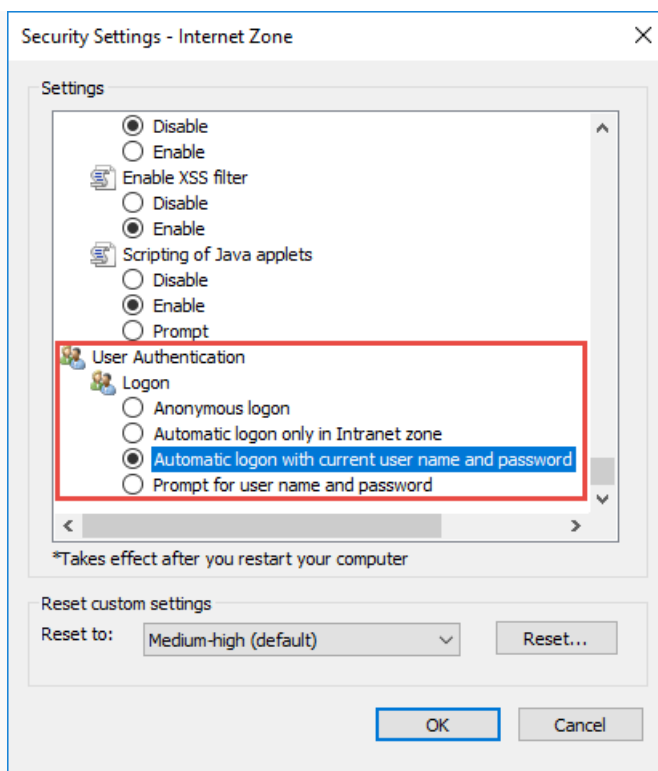 Security Settings - Internet Zone
Settings
Disable
Enable
Enable XSS filter
Disable
Enable
Scripting of Java applets
Disable
Enable
Prompt
User Authentication
Logon
Anonymous logon
Automatic logon only in Intranet zone
Automatic logon with current user name and password
Prompt for user name and password
*Takes effect after you restart your computer
Reset custom settings
Reset to: Medium-high (default) Reset...
OK Cancel